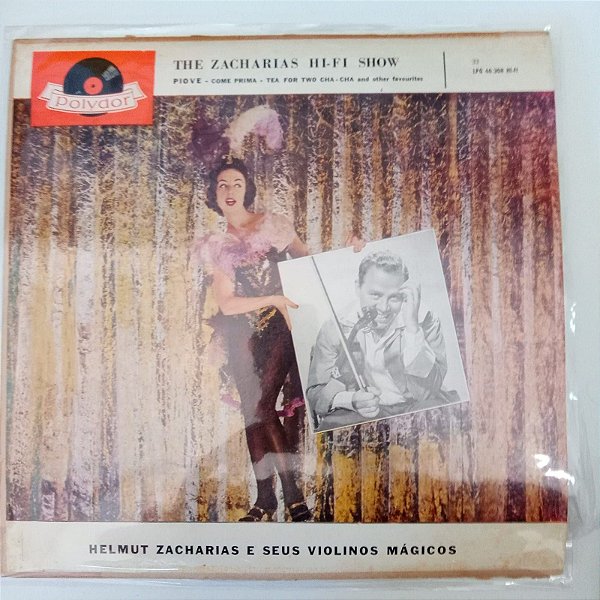 Polydor
THE ZACHARIAS HI-FI SHOW
PIOVE - COME PRIMA - TEA FOR TWO CHA-CHA and other favourites
HELMUT ZACHARIAS E SEUS VIOLINOS MÁGICOS